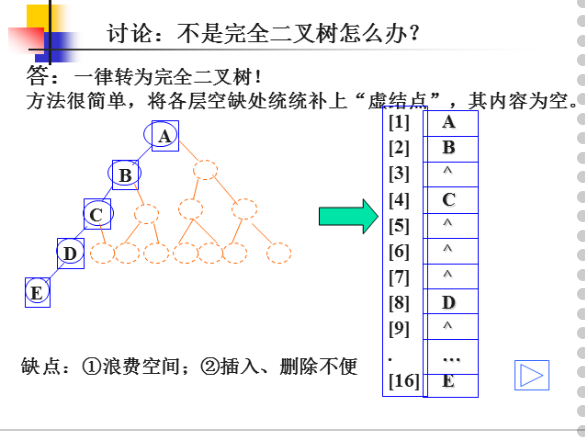 讨论：不是完全二叉树怎么办？
答：一律转为完全二叉树！
方法很简单，将各层空缺处统统补上“虚结点”，其内容为空。
A
B
C
D
E
[1] A
[2] B
[3] ^
[4] C
[5] ^
[6] ^
[7] ^
[8] D
[9] ^
. …
[16] E
缺点：①浪费空间；②插入、删除不便